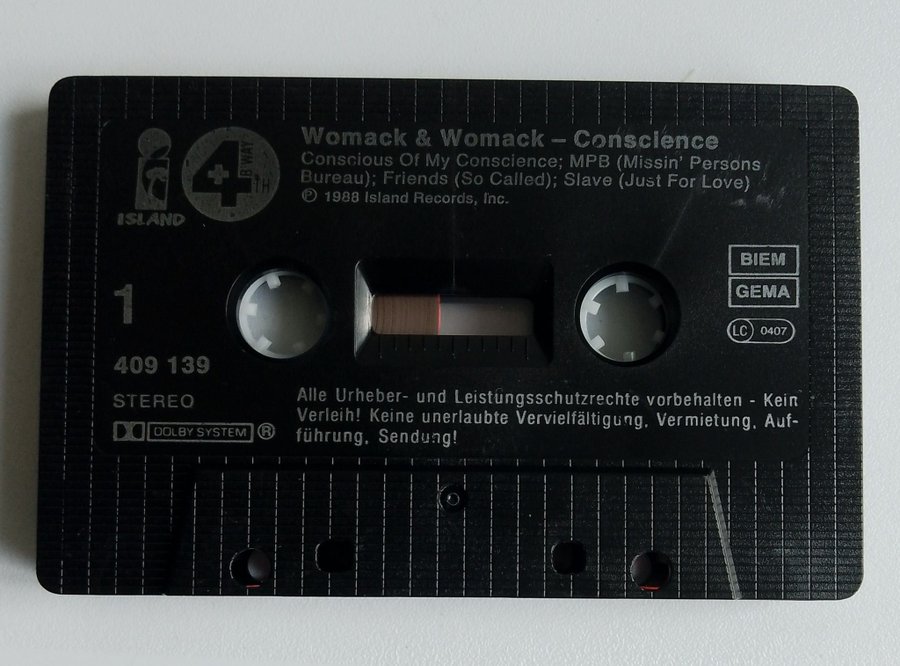 Womack & Womack – Conscience
Conscious Of My Conscience; MPB (Missin' Persons
Bureau); Friends (So Called); Slave (Just For Love)
Ⓟ 1988 Island Records, Inc.
ISLAND
4TH B'WAY
1
409 139
STEREO
DOLBY SYSTEM ®
BIEM
GEMA
LC 0407
Alle Urheber- und Leistungsschutzrechte vorbehalten - Kein
Verleih! Keine unerlaubte Vervielfältigung, Vermietung, Auf-
führung, Sendung!